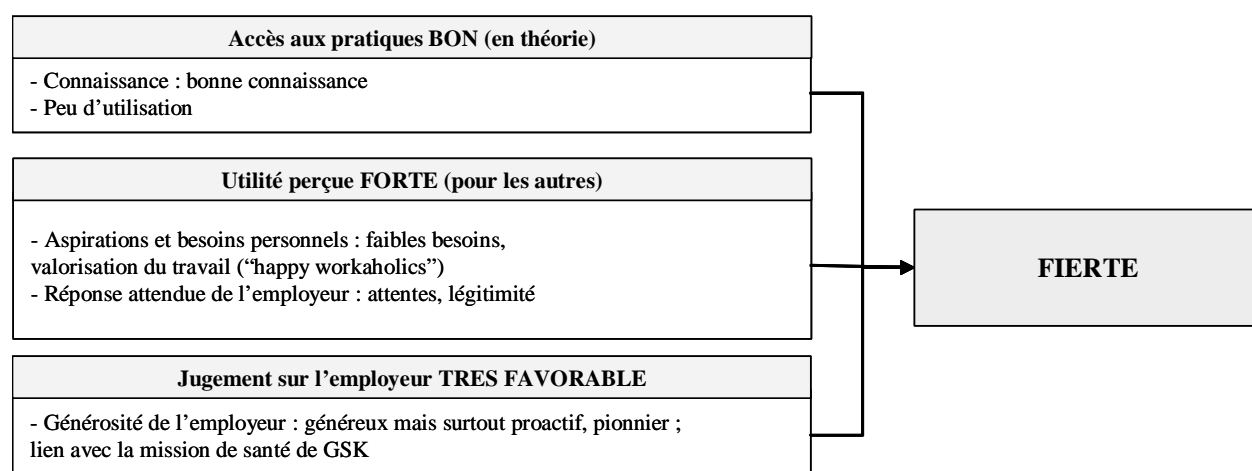 Accès aux pratiques BON (en théorie)
- Connaissance : bonne connaissance
- Peu d’utilisation
Utilité perçue FORTE (pour les autres)
- Aspirations et besoins personnels : faibles besoins,
valorisation du travail (“happy workaholics”)
- Réponse attendue de l’employeur : attentes, légitimité
FIERTE
Jugement sur l’employeur TRES FAVORABLE
- Générosité de l’employeur : généreux mais surtout proactif, pionnier ;
lien avec la mission de santé de GSK